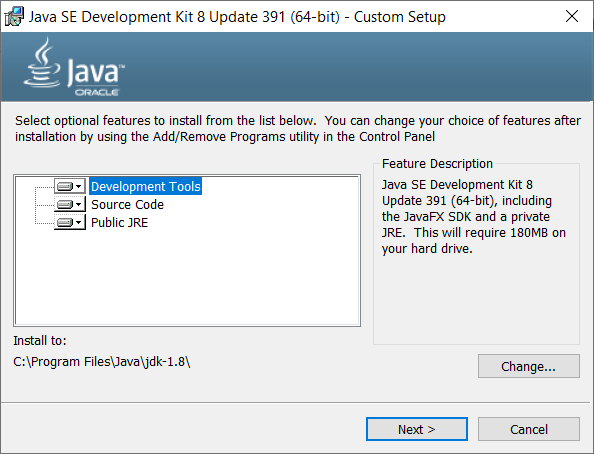 Java SE Development Kit 8 Update 391 (64-bit) - Custom Setup
Java™
ORACLE
Select optional features to install from the list below.  You can change your choice of features after
installation by using the Add/Remove Programs utility in the Control Panel
Development Tools
Source Code
Public JRE
Feature Description
Java SE Development Kit 8
Update 391 (64-bit), including
the JavaFX SDK and a private
JRE.  This will require 180MB on
your hard drive.
Install to:
C:\Program Files\Java\jdk-1.8\
Change...
Next >
Cancel